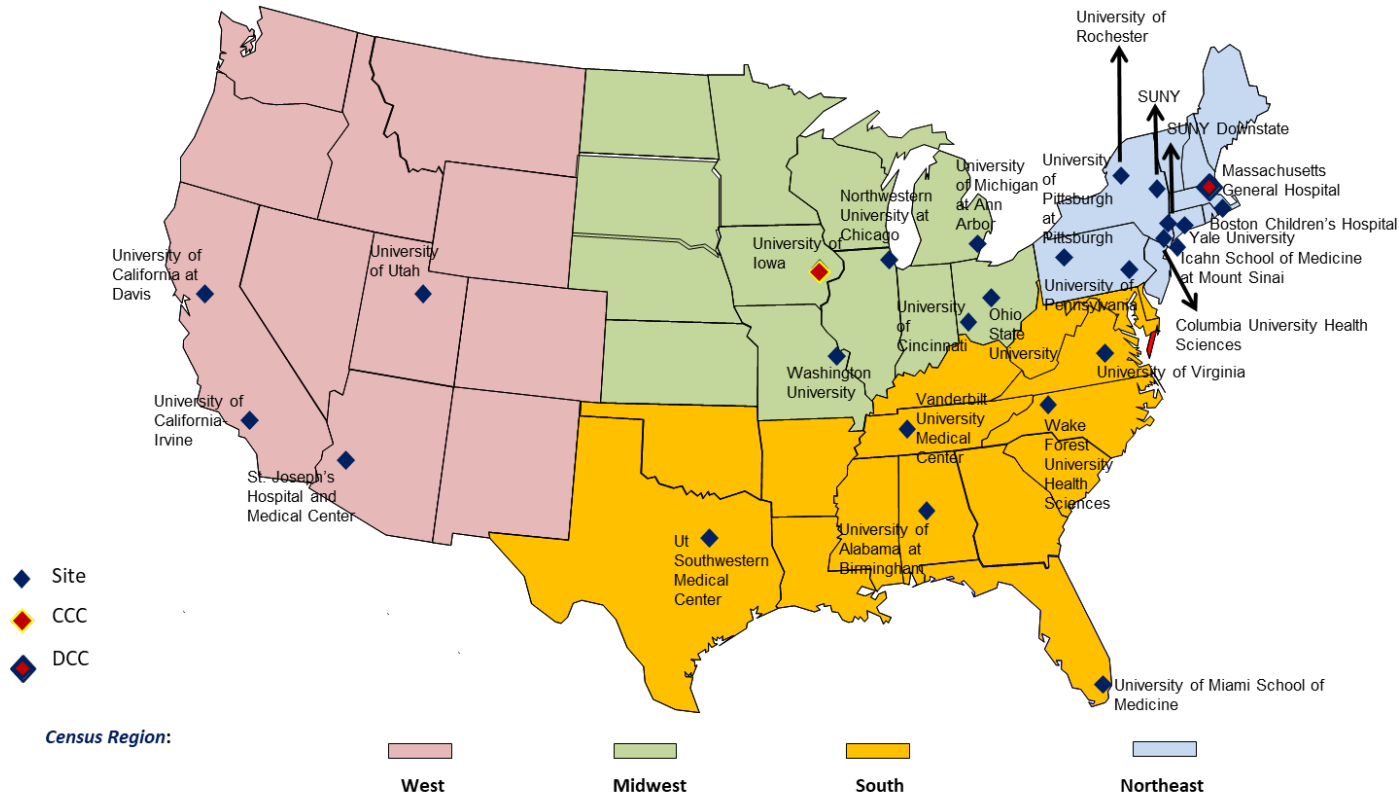 University of
Rochester
SUNY
SUNY Downstate
Massachusetts
General Hospital
University
of
Pittsburgh at
Pittsburgh
University
of Michigan
at Ann
Arbor
Northwestern
University at
Chicago
Boston Children's Hospital
Yale University
Icahn School of Medicine
at Mount Sinai
University of
Iowa
University
of Utah
University of
California at
Davis
University of
Pennsylvania
University
of
Cincinnati
Ohio
State
University
Columbia University Health
Sciences
Washington
University
University of Virginia
University of
California-
Irvine
Vanderbilt
University
Medical
Center
Wake
Forest
University
Health
Sciences
St. Joseph's
Hospital and
Medical Center
University of
Alabama at
Birmingham
Ut
Southwestern
Medical
Center
University of Miami School of
Medicine
Site
CCC
DCC
Census Region:
West
Midwest
South
Northeast